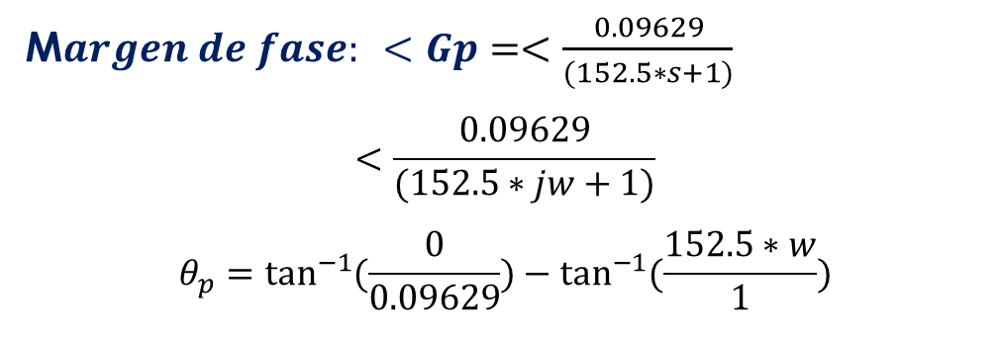 Margen de fase: < Gp =< 0.09629/(152.5*s+1)
< 0.09629/(152.5 * jw + 1)
θₚ = tan⁻¹(0/0.09629) − tan⁻¹(152.5 * w/1)